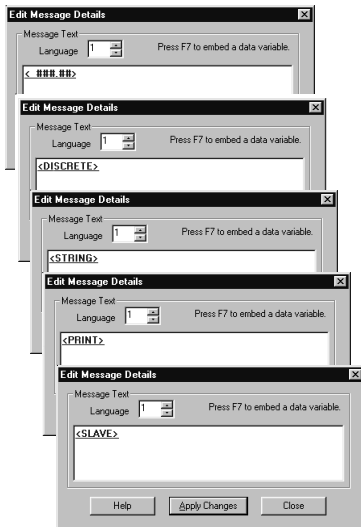 Edit Message Details
Message Text
Language 1 Press F7 to embed a data variable.
< ###.##>
Edit Message Details
Message Text
Language 1 Press F7 to embed a data variable.
<DISCRETE>
Edit Message Details
Message Text
Language 1 Press F7 to embed a data variable.
<STRING>
Edit Message Details
Message Text
Language 1 Press F7 to embed a data variable.
<PRINT>
Edit Message Details
Message Text
Language 1 Press F7 to embed a data variable.
<SLAVE>
Help Apply Changes Close